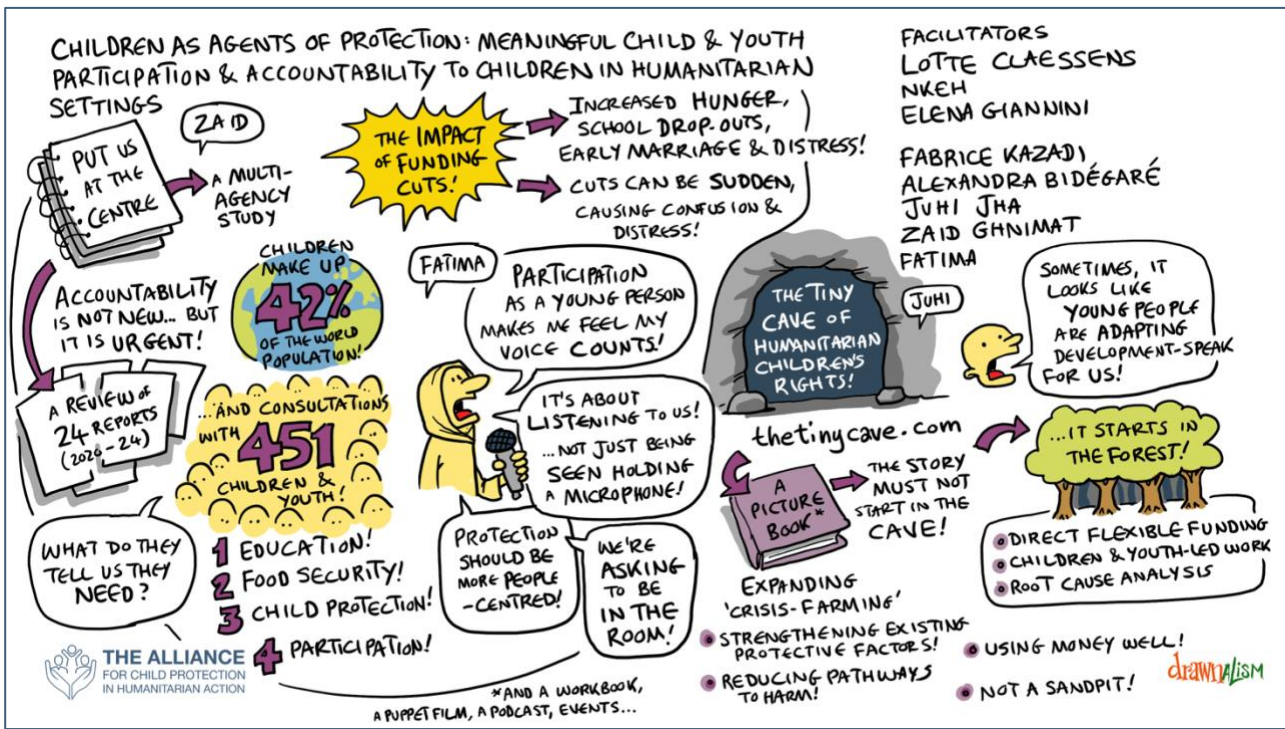 CHILDREN AS AGENTS OF PROTECTION: MEANINGFUL CHILD & YOUTH
PARTICIPATION & ACCOUNTABILITY TO CHILDREN IN HUMANITARIAN
SETTINGS
FACILITATORS
LOTTE CLAESSENS
NKEH
ELENA GIANNINI
FABRICE KAZADI
ALEXANDRA BIDÉGARÉ
JUHI JHA
ZAID GHNIMAT
FATIMA
ZAID
PUT US
AT THE
CENTRE
A MULTI-
AGENCY
STUDY
THE IMPACT
OF FUNDING
CUTS!
INCREASED HUNGER,
SCHOOL DROP-OUTS,
EARLY MARRIAGE & DISTRESS!
CUTS CAN BE SUDDEN,
CAUSING CONFUSION &
DISTRESS!
ACCOUNTABILITY
IS NOT NEW... BUT
IT IS URGENT!
CHILDREN
MAKE UP
42%
OF THE WORLD
POPULATION!
A REVIEW OF
24 REPORTS
(2020-24)
...AND CONSULTATIONS
WITH
451
CHILDREN &
YOUTH!
WHAT DO THEY
TELL US THEY
NEED?
1 EDUCATION!
2 FOOD SECURITY!
3 CHILD PROTECTION!
4 PARTICIPATION!
FATIMA
PARTICIPATION
AS A YOUNG PERSON
MAKES ME FEEL MY
VOICE COUNTS!
IT'S ABOUT
LISTENING TO US!
...NOT JUST BEING
SEEN HOLDING
A MICROPHONE!
PROTECTION
SHOULD BE
MORE PEOPLE
-CENTRED!
WE'RE
ASKING
TO BE
IN THE
ROOM!
THE TINY
CAVE OF
HUMANITARIAN
CHILDREN'S
RIGHTS!
JUHI
SOMETIMES, IT
LOOKS LIKE
YOUNG PEOPLE
ARE ADAPTING
DEVELOPMENT-SPEAK
FOR US!
thetinycave.com
A
PICTURE
BOOK*
THE STORY
MUST NOT
START IN THE
CAVE!
...IT STARTS IN
THE FOREST!
DIRECT FLEXIBLE FUNDING
CHILDREN & YOUTH-LED WORK
ROOT CAUSE ANALYSIS
EXPANDING
'CRISIS-FARMING'
STRENGTHENING EXISTING
PROTECTIVE FACTORS!
REDUCING PATHWAYS
TO HARM!
USING MONEY WELL!
NOT A SANDPIT!
*AND A WORKBOOK,
A PUPPET FILM, A PODCAST, EVENTS...
THE ALLIANCE
FOR CHILD PROTECTION
IN HUMANITARIAN ACTION
drawnalism